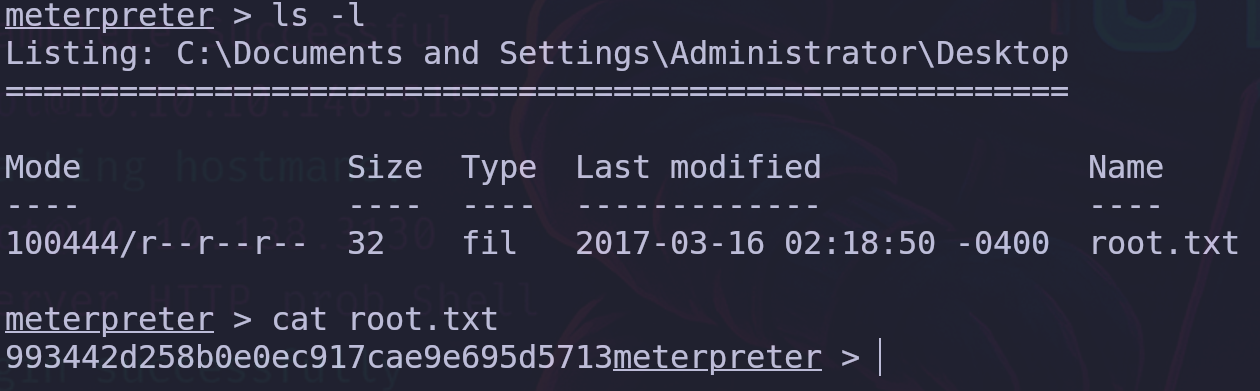 meterpreter > ls -l
Listing: C:\Documents and Settings\Administrator\Desktop
========================================================
Mode              Size  Type  Last modified              Name
----              ----  ----  -------------              ----
100444/r--r--r--  32    fil   2017-03-16 02:18:50 -0400  root.txt
meterpreter > cat root.txt
993442d258b0e0ec917cae9e695d5713meterpreter >